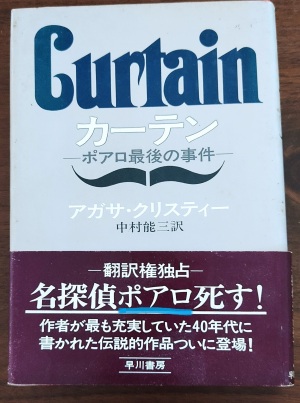 Curtain
カーテン
―ポアロ最後の事件―
アガサ・クリスティー
中村能三訳
―翻訳権独占―
名探偵ポアロ死す!
作者が最も充実していた40年代に
書かれた伝説的作品ついに登場!
早川書房